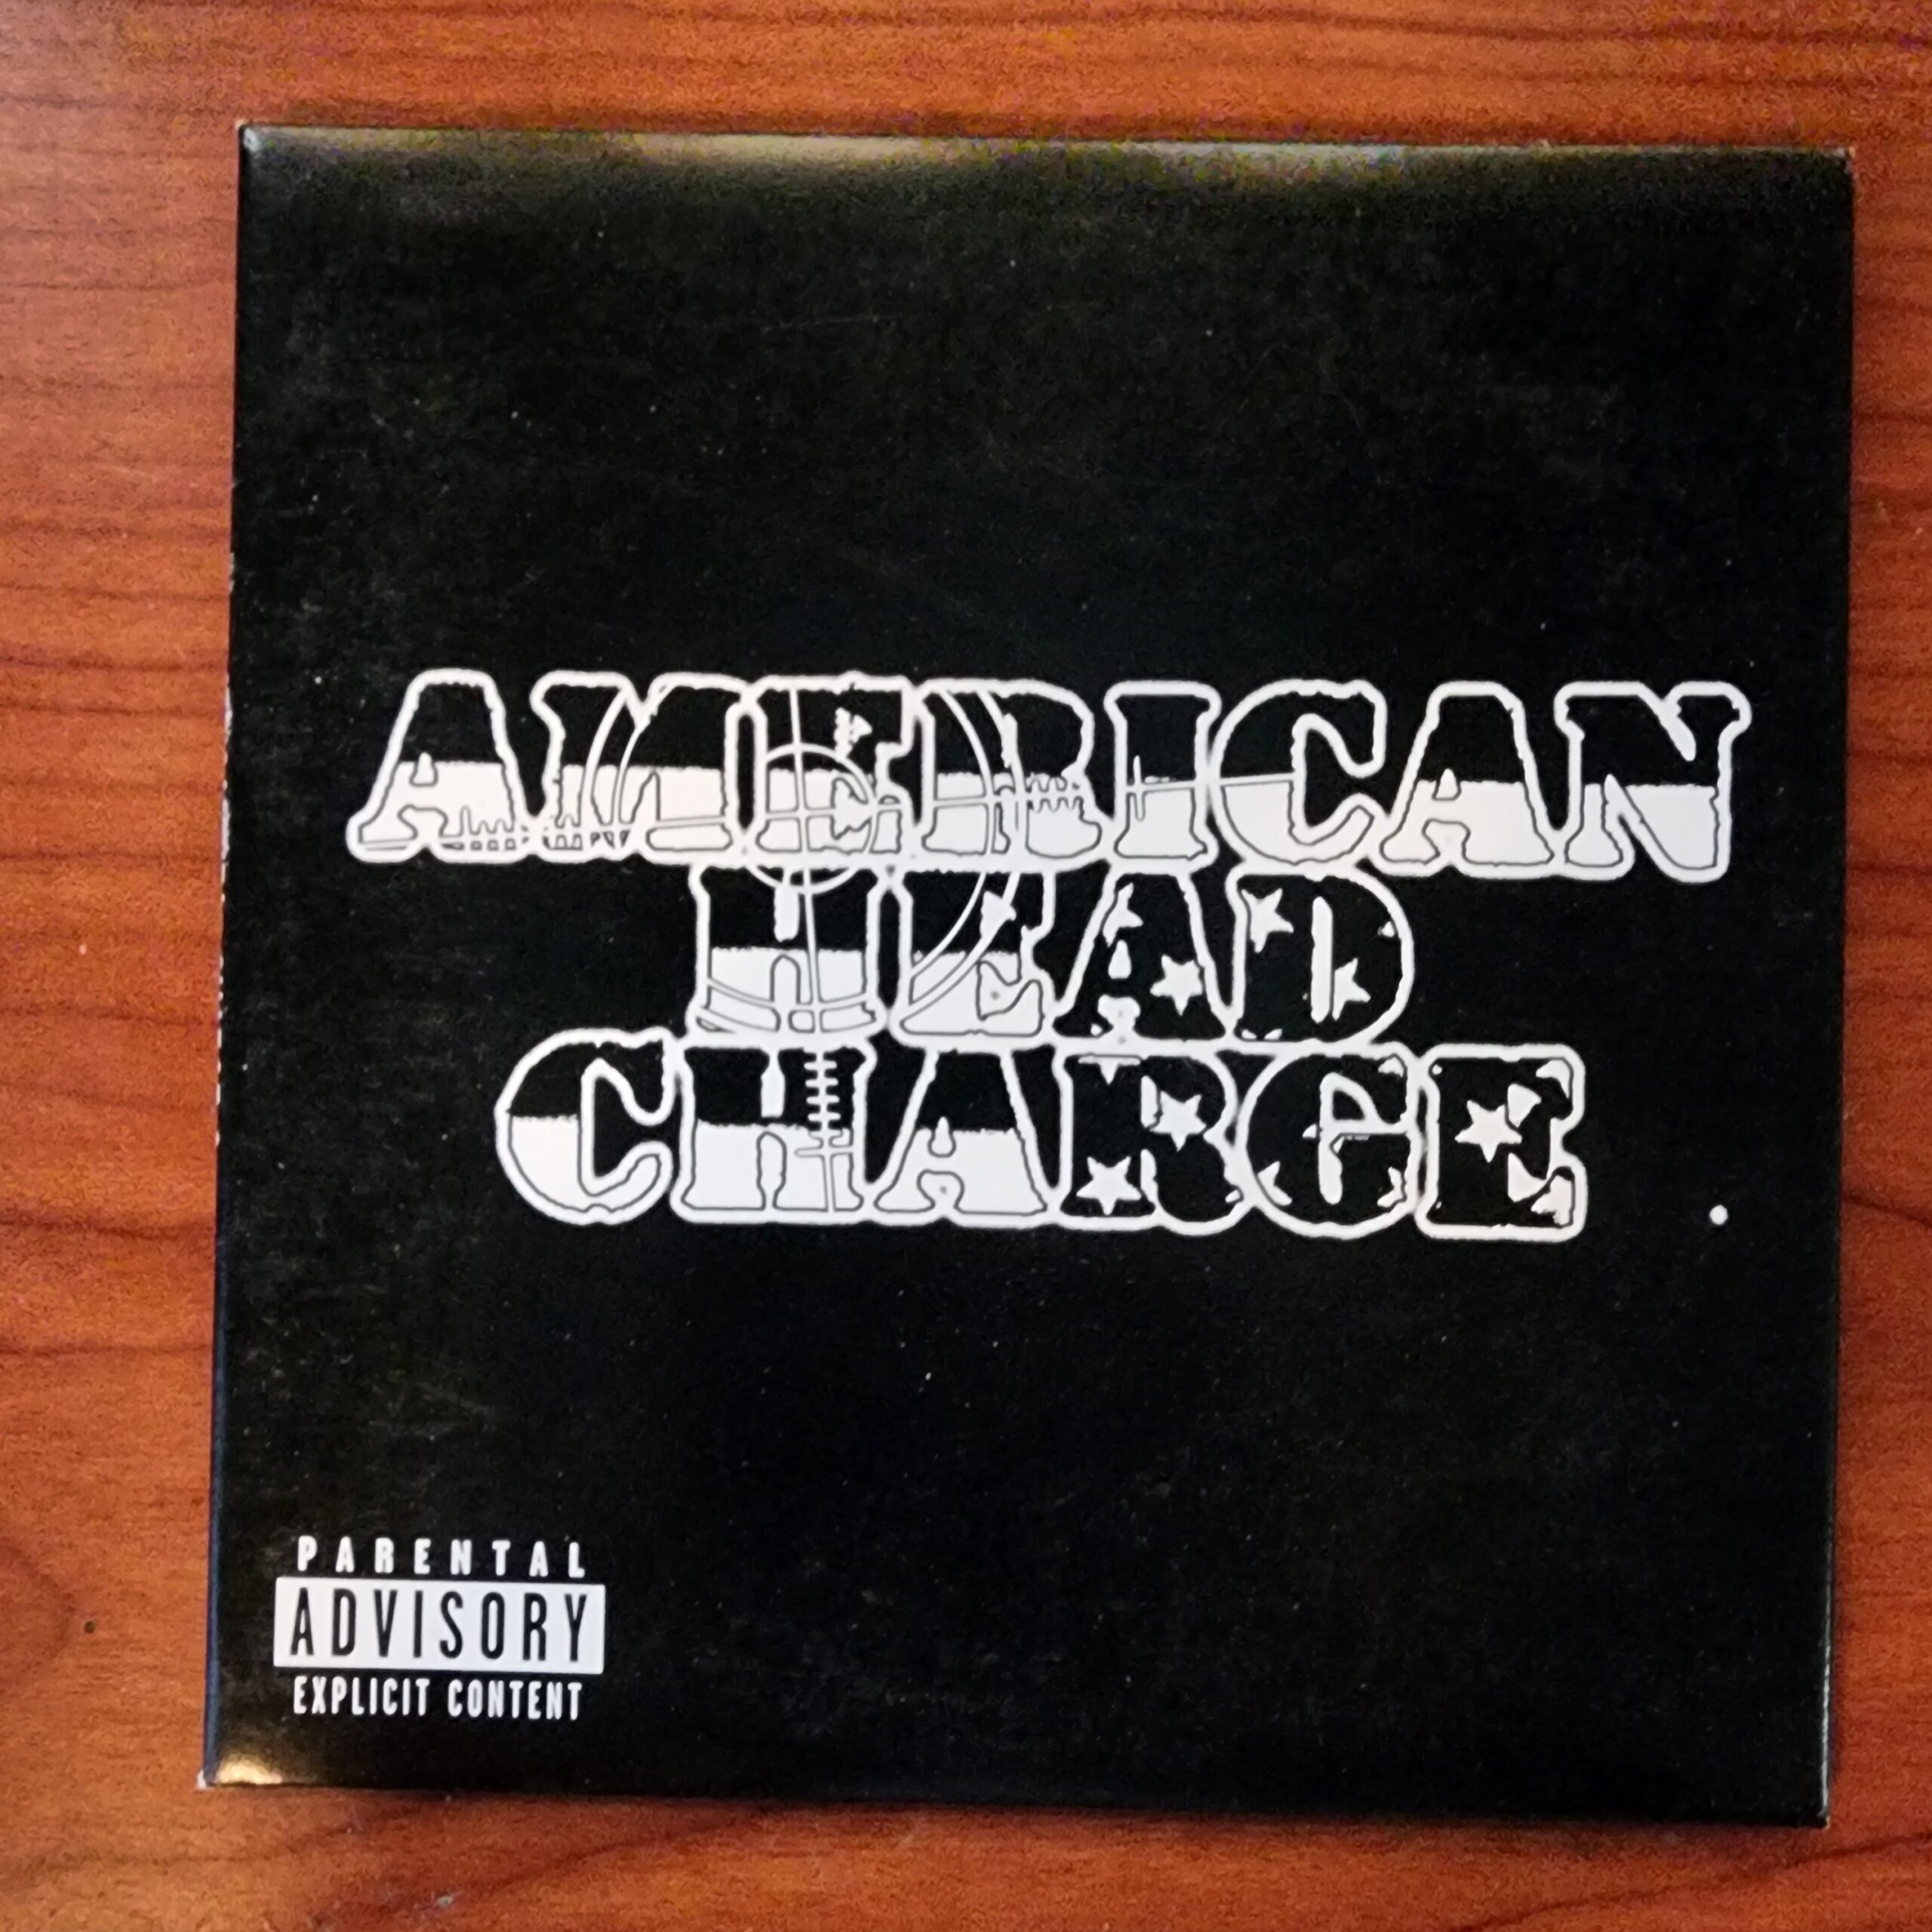 AMERICAN
HEAD
CHARGE
PARENTAL
ADVISORY
EXPLICIT CONTENT